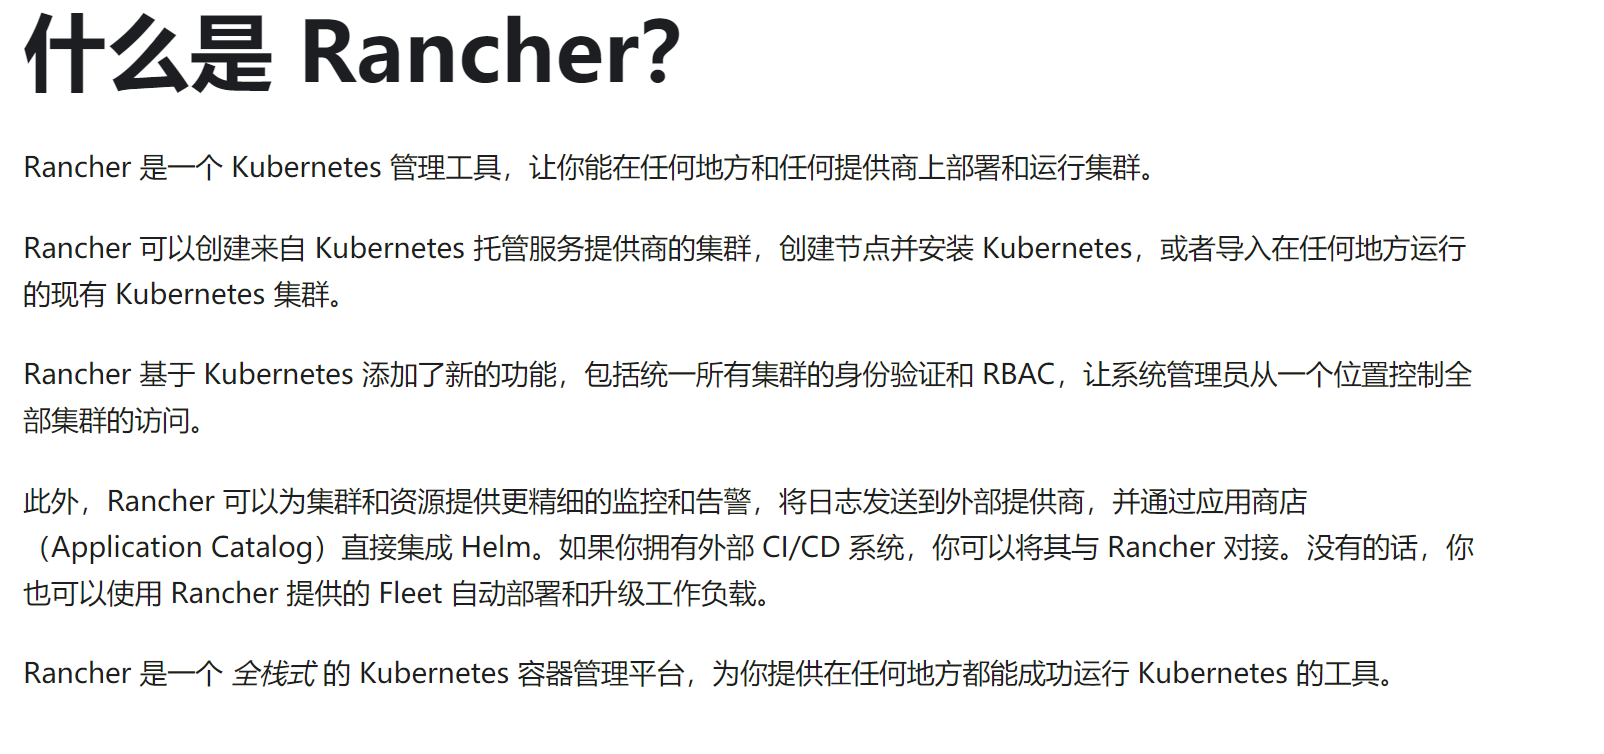 什么是 Rancher?
Rancher 是一个 Kubernetes 管理工具，让你能在任何地方和任何提供商上部署和运行集群。
Rancher 可以创建来自 Kubernetes 托管服务提供商的集群，创建节点并安装 Kubernetes，或者导入在任何地方运行
的现有 Kubernetes 集群。
Rancher 基于 Kubernetes 添加了新的功能，包括统一所有集群的身份验证和 RBAC，让系统管理员从一个位置控制全
部集群的访问。
此外，Rancher 可以为集群和资源提供更精细的监控和告警，将日志发送到外部提供商，并通过应用商店
（Application Catalog）直接集成 Helm。如果你拥有外部 CI/CD 系统，你可以将其与 Rancher 对接。没有的话，你
也可以使用 Rancher 提供的 Fleet 自动部署和升级工作负载。
Rancher 是一个 全栈式 的 Kubernetes 容器管理平台，为你提供在任何地方都能成功运行 Kubernetes 的工具。